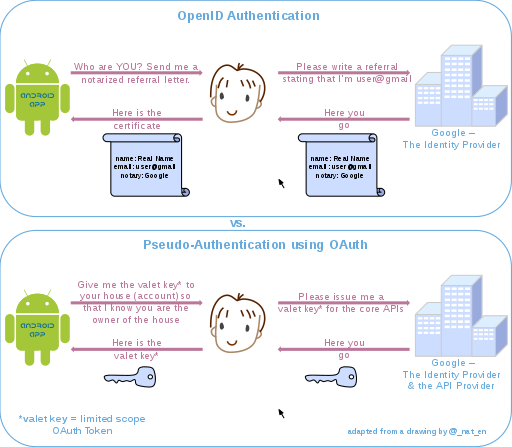 OpenID Authentication
ANDROID
APP
Who are YOU? Send me a
notarized referral letter.
Please write a referral
stating that I'm user@gmail
Here is the
certificate
Here you
go
name: Real Name
email: user@gmail
notary: Google
name: Real Name
email: user@gmail
notary: Google
Google —
The Identity Provider
vs.
Pseudo-Authentication using OAuth
ANDROID
APP
Give me the valet key* to
your house (account) so
that I know you are the
owner of the house
Please issue me a
valet key* for the core APIs
Here is the
valet key*
Here you
go
Google —
The Identity Provider
& the API Provider
*valet key = limited scope
OAuth Token
adapted from a drawing by @_nat_en